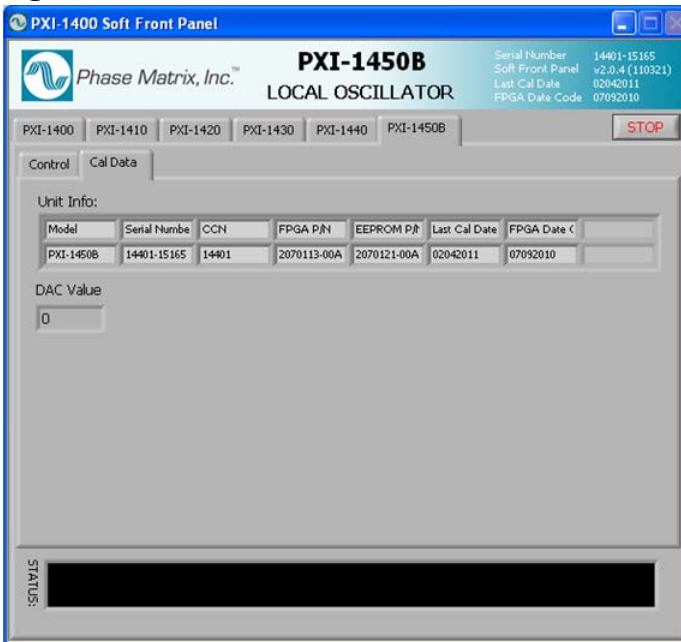 PXI-1400 Soft Front Panel
Phase Matrix, Inc.™
PXI-1450B
LOCAL OSCILLATOR
Serial Number 14401-15165
Soft Front Panel v2.0.4 (110321)
Last Cal Date 02042011
FPGA Date Code 07092010
PXI-1400 PXI-1410 PXI-1420 PXI-1430 PXI-1440 PXI-1450B STOP
Control Cal Data
Unit Info:
Model Serial Numbe CCN FPGA P/N EEPROM P/ Last Cal Date FPGA Date C
PXI-1450B 14401-15165 14401 2070113-00A 2070121-00A 02042011 07092010
DAC Value
0
STATUS: